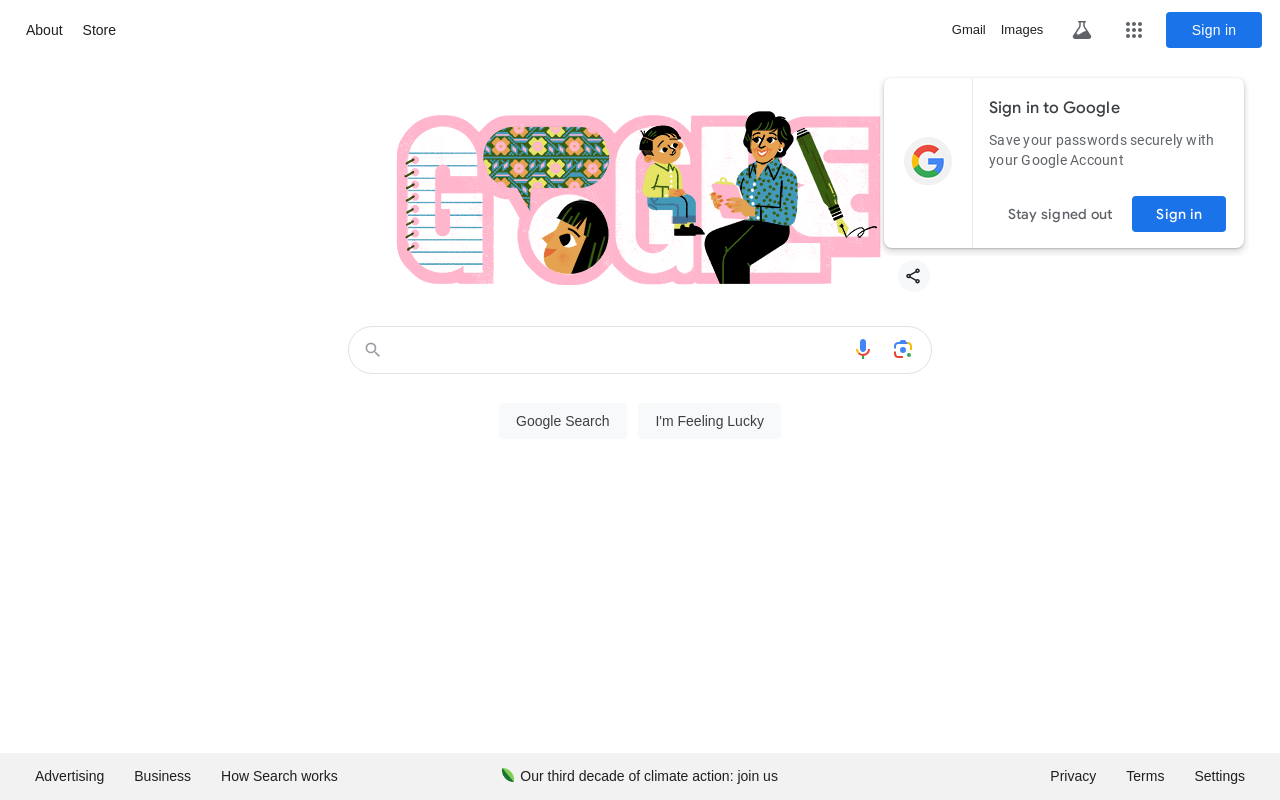 About
Store
Gmail
Images
Sign in
GOOGLE
Sign in to Google
Save your passwords securely with
your Google Account
Stay signed out
Sign in
Google Search
I'm Feeling Lucky
Advertising
Business
How Search works
Our third decade of climate action: join us
Privacy
Terms
Settings